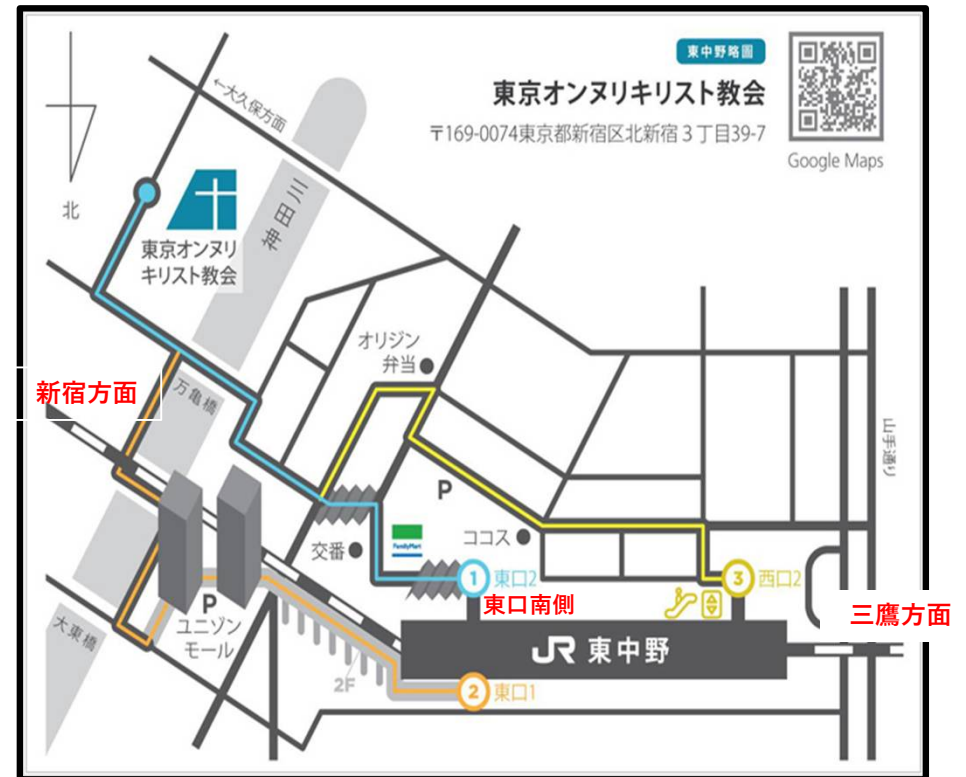 東中野略圖
東京オンヌリキリスト教会
〒169-0074東京都新宿区北新宿３丁目39-7
Google Maps
←大久保方面
北
神田三
東京オンヌリ
キリスト教会
オリジン
弁当
新宿方面
万亀橋
山手通り
P
交番
FamilyMart
ココス
1
東口2
東口南側
3
西口2
三鷹方面
P
ユニゾン
モール
大東橋
2F
JR 東中野
2
東口1